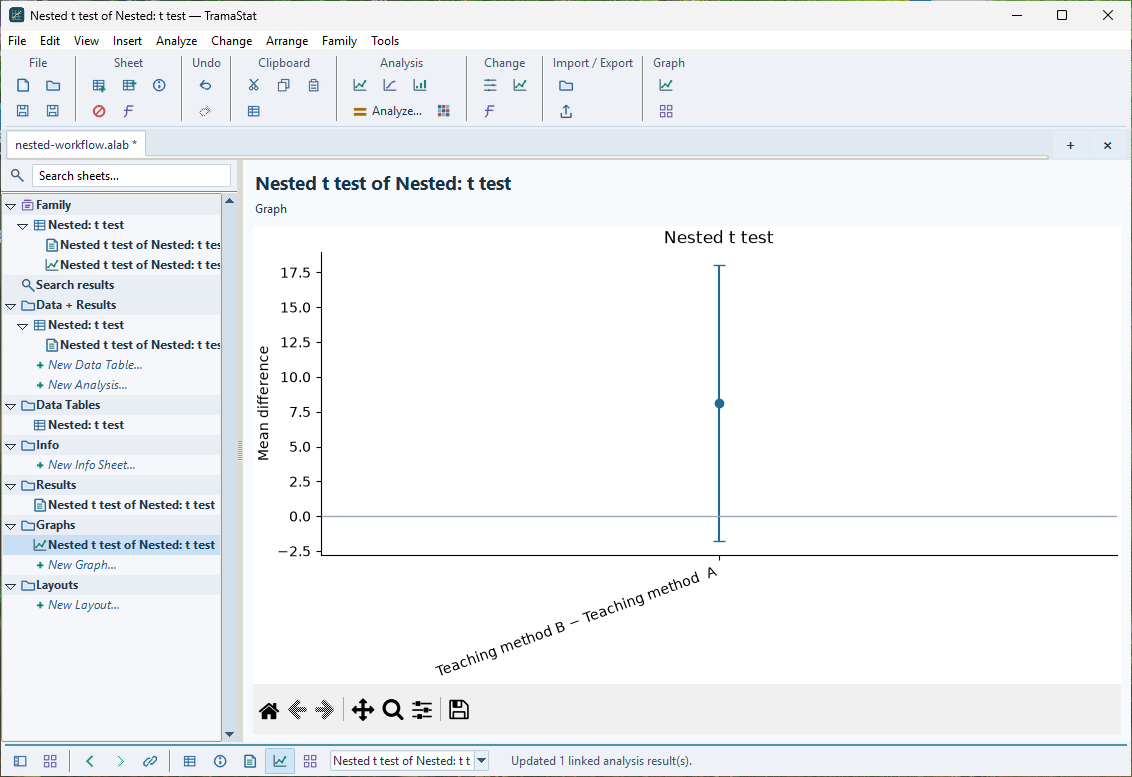 Nested t test of Nested: t test — TramaStat
File Edit View Insert Analyze Change Arrange Family Tools
File Sheet Undo Clipboard Analysis Change Import / Export Graph
Analyze...
nested-workflow.alab *
Search sheets...
Family
Nested: t test
Nested t test of Nested: t tes
Nested t test of Nested: t tes
Search results
Data + Results
Nested: t test
Nested t test of Nested: t tes
+ New Data Table...
+ New Analysis...
Data Tables
Nested: t test
Info
+ New Info Sheet...
Results
Nested t test of Nested: t test
Graphs
Nested t test of Nested: t test
+ New Graph...
Layouts
+ New Layout...
Nested t test of Nested: t test
Graph
Nested t test
17.5
15.0
12.5
10.0
7.5
5.0
2.5
0.0
−2.5
Mean difference
Teaching method B − Teaching method A
Nested t test of Nested: t t
Updated 1 linked analysis result(s).